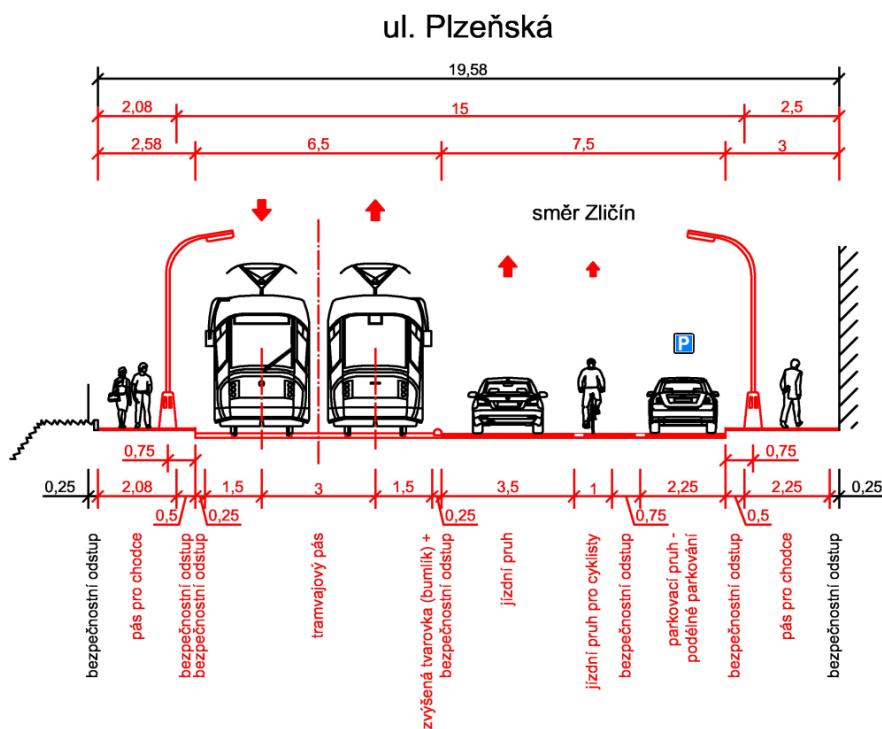 ul. Plzeňská
19,58
2,08
15
2,5
2,58
6,5
7,5
3
směr Zličín
P
0,75
0,75
0,25
2,08
1,5
3
1,5
3,5
1
2,25
2,25
0,25
0,5
0,25
0,25
0,75
0,5
bezpečnostní odstup
pás pro chodce
bezpečnostní odstup
bezpečnostní odstup
tramvajový pás
zvýšená tvarovka (bumlík) +
bezpečnostní odstup
jízdní pruh
jízdní pruh pro cyklisty
bezpečnostní odstup
parkovací pruh -
podélné parkování
bezpečnostní odstup
pás pro chodce
bezpečnostní odstup